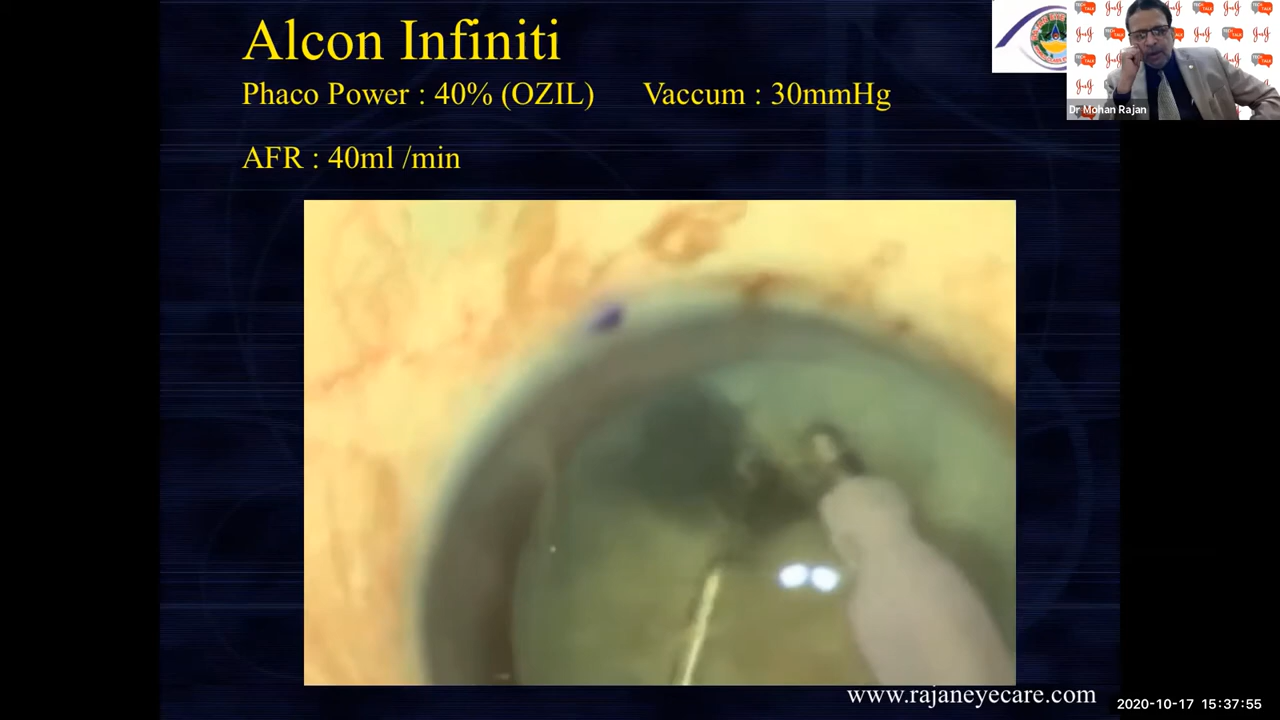 Alcon Infiniti
Phaco Power : 40% (OZIL) Vaccum : 30mmHg
AFR : 40ml /min
Dr Mohan Rajan
www.rajaneyecare.com
2020-10-17 15:37:55